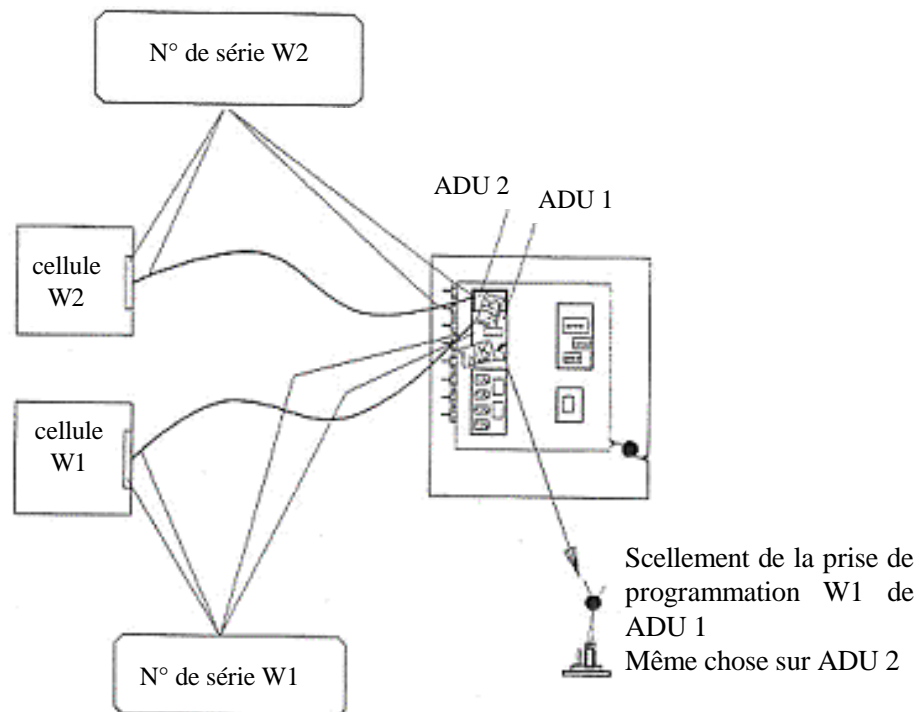 N° de série W2
ADU 2
ADU 1
cellule
W2
cellule
W1
Scellement de la prise de
programmation W1 de
ADU 1
Même chose sur ADU 2
N° de série W1